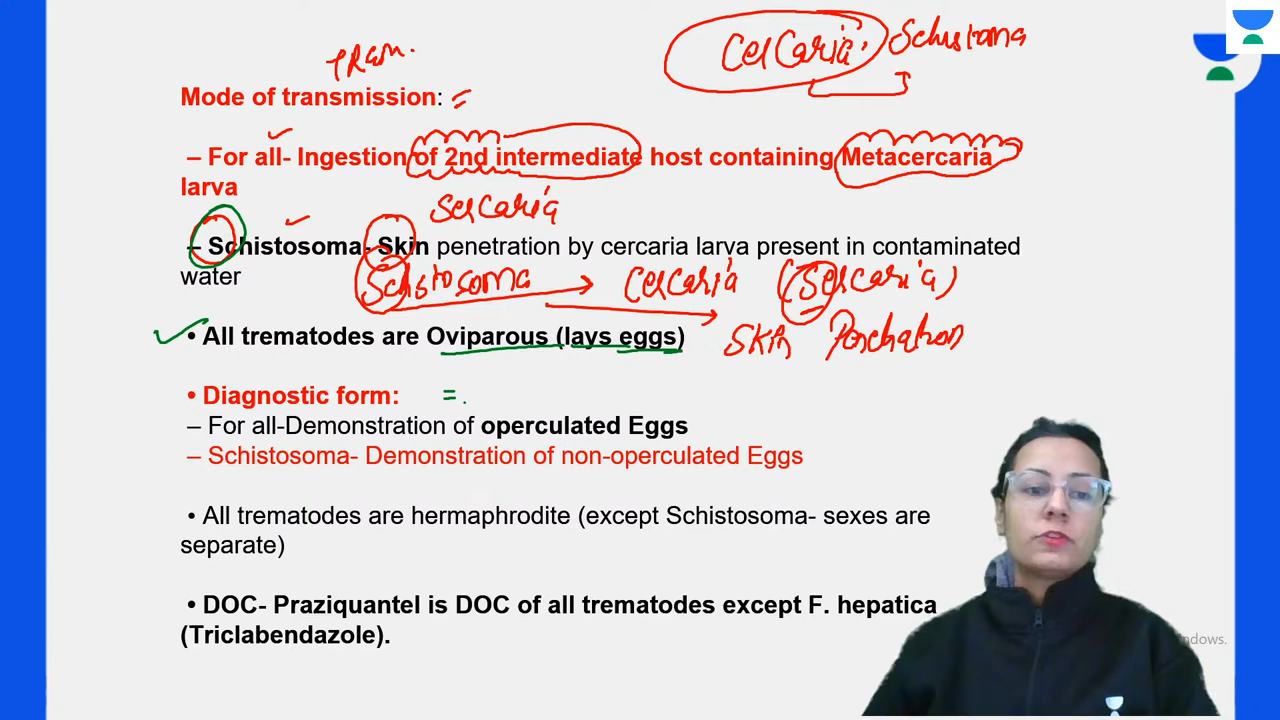 Cercaria. Schistoma
Mode of transmission: =
– For all- Ingestion of 2nd intermediate host containing Metacercaria
larva
Sercaria
– Schistosoma- Skin penetration by cercaria larva present in contaminated
water
Schistosoma → Cercaria (Sercaria)
• All trematodes are Oviparous (lays eggs)
Skin
• Diagnostic form: =
– For all-Demonstration of operculated Eggs
– Schistosoma- Demonstration of non-operculated Eggs
• All trematodes are hermaphrodite (except Schistosoma- sexes are
separate)
• DOC- Praziquantel is DOC of all trematodes except F. hepatica
(Triclabendazole).
ndows.